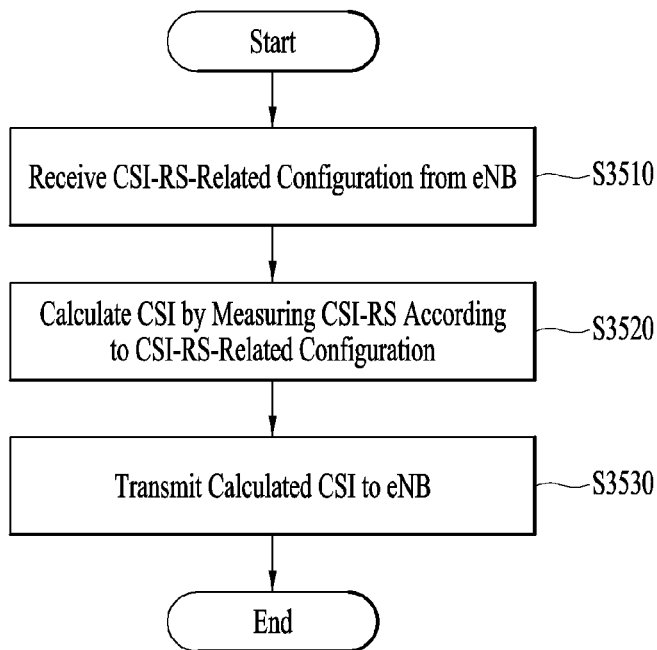 Start
Receive CSI-RS-Related Configuration from eNB
S3510
Calculate CSI by Measuring CSI-RS According
to CSI-RS-Related Configuration
S3520
Transmit Calculated CSI to eNB
S3530
End